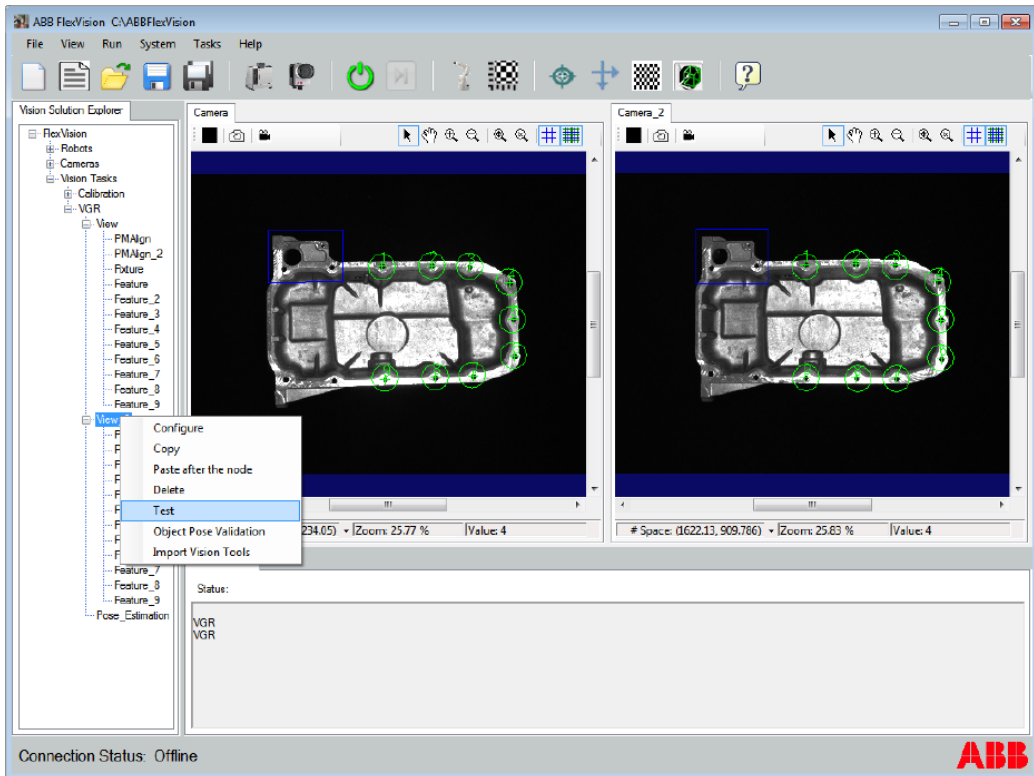 ABB FlexVision C:\ABBFlexVision
File View Run System Tasks Help
Vision Solution Explorer
FlexVision
Robots
Cameras
Vision Tasks
Calibration
VGR
View
PMAlign
PMAlign_2
Fixture
Feature
Feature_2
Feature_3
Feature_4
Feature_5
Feature_6
Feature_7
Feature_8
Feature_9
View
Configure
Copy
Paste after the node
Delete
Test
Object Pose Validation
Import Vision Tools
Feature_7
Feature_8
Feature_9
Pose_Estimation
Camera
234.05) Zoom: 25.77 % Value: 4
Camera_2
# Space: (1622.13, 909.786) Zoom: 25.83 % Value: 4
Status:
VGR
VGR
Connection Status: Offline
ABB